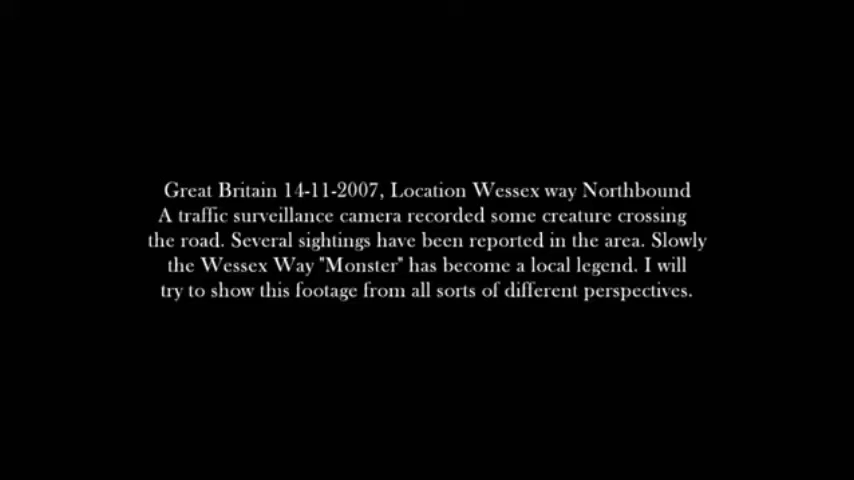 Great Britain 14-11-2007, Location Wessex way Northbound
A traffic surveillance camera recorded some creature crossing
the road. Several sightings have been reported in the area. Slowly
the Wessex Way "Monster" has become a local legend. I will
try to show this footage from all sorts of different perspectives.